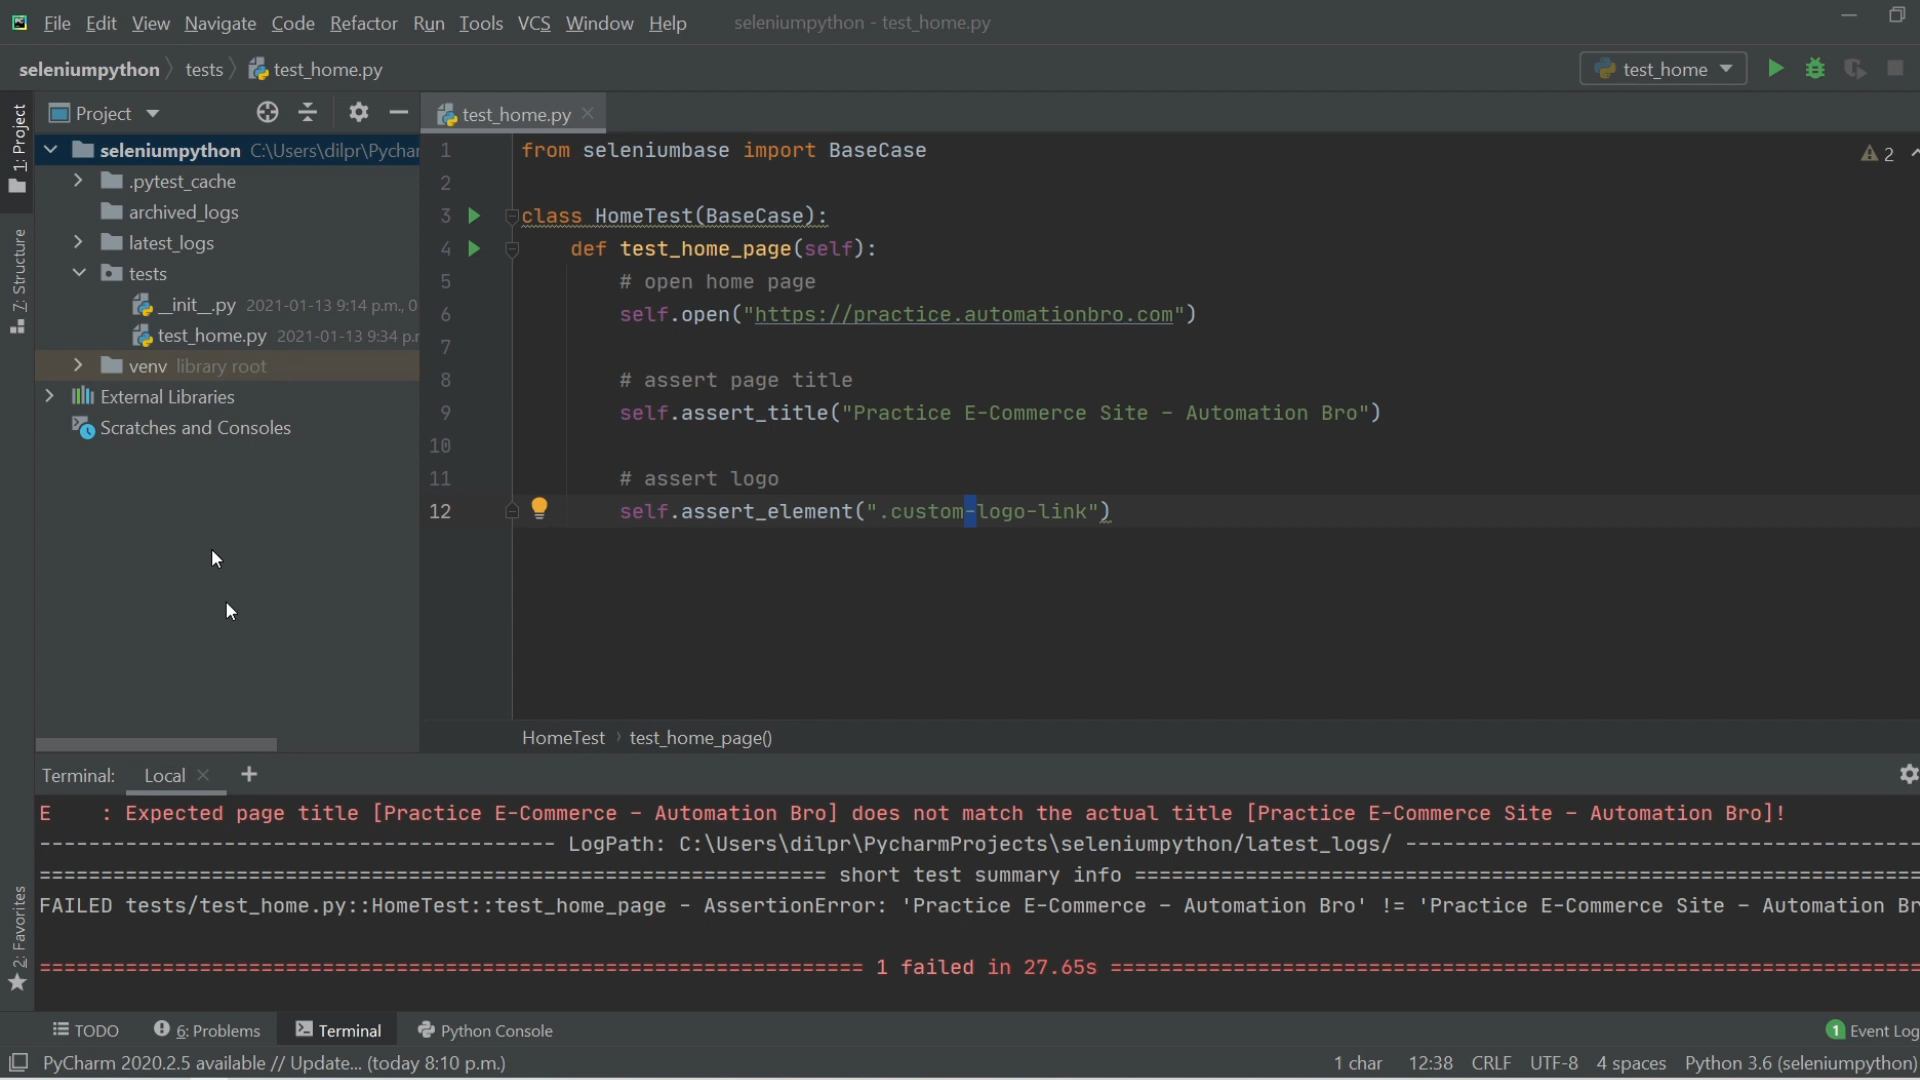 File Edit View Navigate Code Refactor Run Tools VCS Window Help seleniumpython - test_home.py
seleniumpython tests test_home.py test_home
1: Project
7: Structure
2: Favorites
Project
seleniumpython C:\Users\dilpr\Pychar
.pytest_cache
archived_logs
latest_logs
tests
__init__.py 2021-01-13 9:14 p.m., 0
test_home.py 2021-01-13 9:34 p.m
venv library root
External Libraries
Scratches and Consoles
test_home.py
2
1 from seleniumbase import BaseCase
2
3 class HomeTest(BaseCase):
4 def test_home_page(self):
5 # open home page
6 self.open("https://practice.automationbro.com")
7
8 # assert page title
9 self.assert_title("Practice E-Commerce Site - Automation Bro")
10
11 # assert logo
12 self.assert_element(".custom-logo-link")
HomeTest test_home_page()
Terminal: Local +
E : Expected page title [Practice E-Commerce - Automation Bro] does not match the actual title [Practice E-Commerce Site - Automation Bro]!
----------------------------------------- LogPath: C:\Users\dilpr\PycharmProjects\seleniumpython/latest_logs/ -----------------------------------------
================================================================ short test summary info ================================================================
FAILED tests/test_home.py::HomeTest::test_home_page - AssertionError: 'Practice E-Commerce - Automation Bro' != 'Practice E-Commerce Site - Automation Br
=================================================================== 1 failed in 27.65s ==================================================================
TODO 6: Problems Terminal Python Console 1 Event Log
PyCharm 2020.2.5 available // Update... (today 8:10 p.m.) 1 char 12:38 CRLF UTF-8 4 spaces Python 3.6 (seleniumpython)